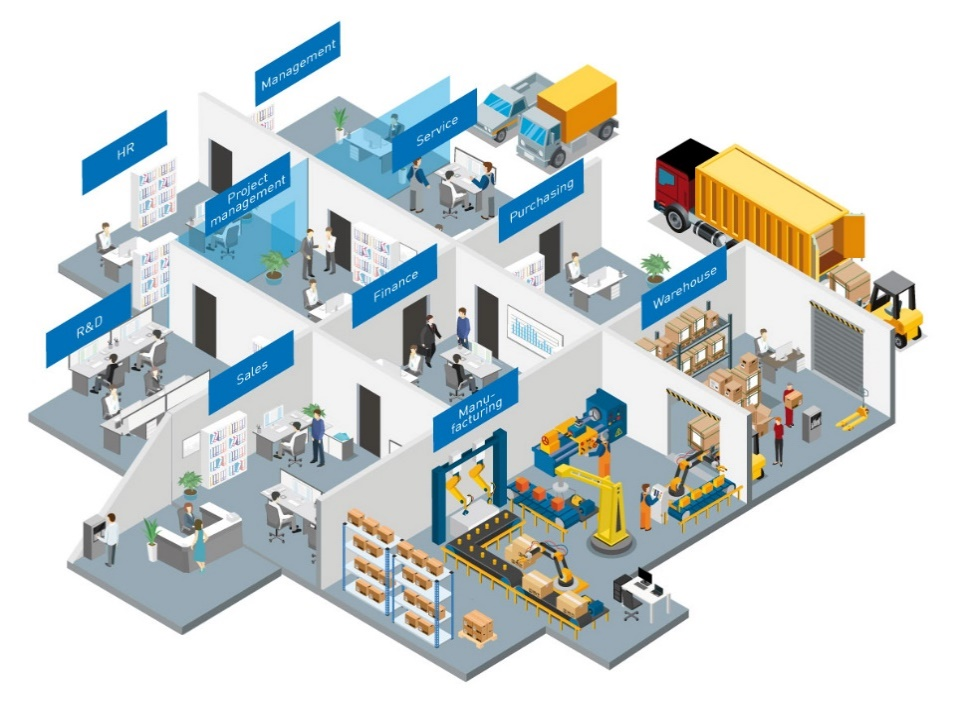 Management
HR
Service
Project
management
Purchasing
Finance
Warehouse
R&D
Sales
Manu-
facturing